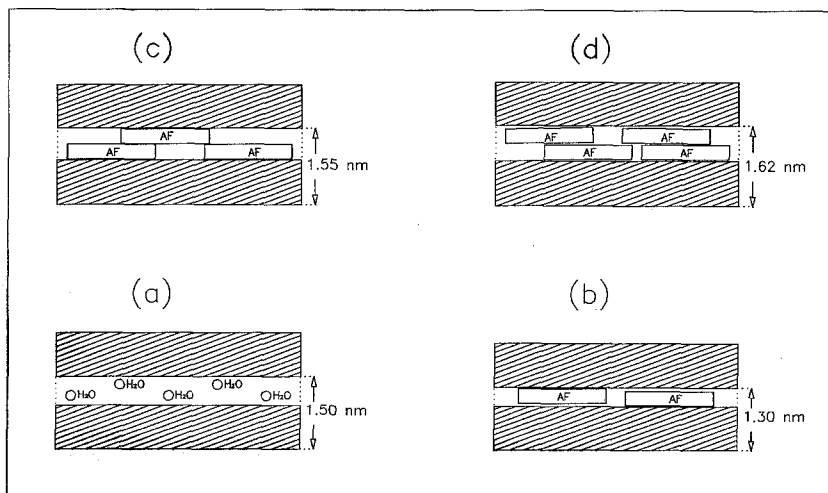 (c)
(d)
AF
AF
AF
1.55 nm
AF
AF
AF
AF
1.62 nm
(a)
(b)
H₂O
H₂O
H₂O
H₂O
H₂O
1.50 nm
AF
AF
1.30 nm